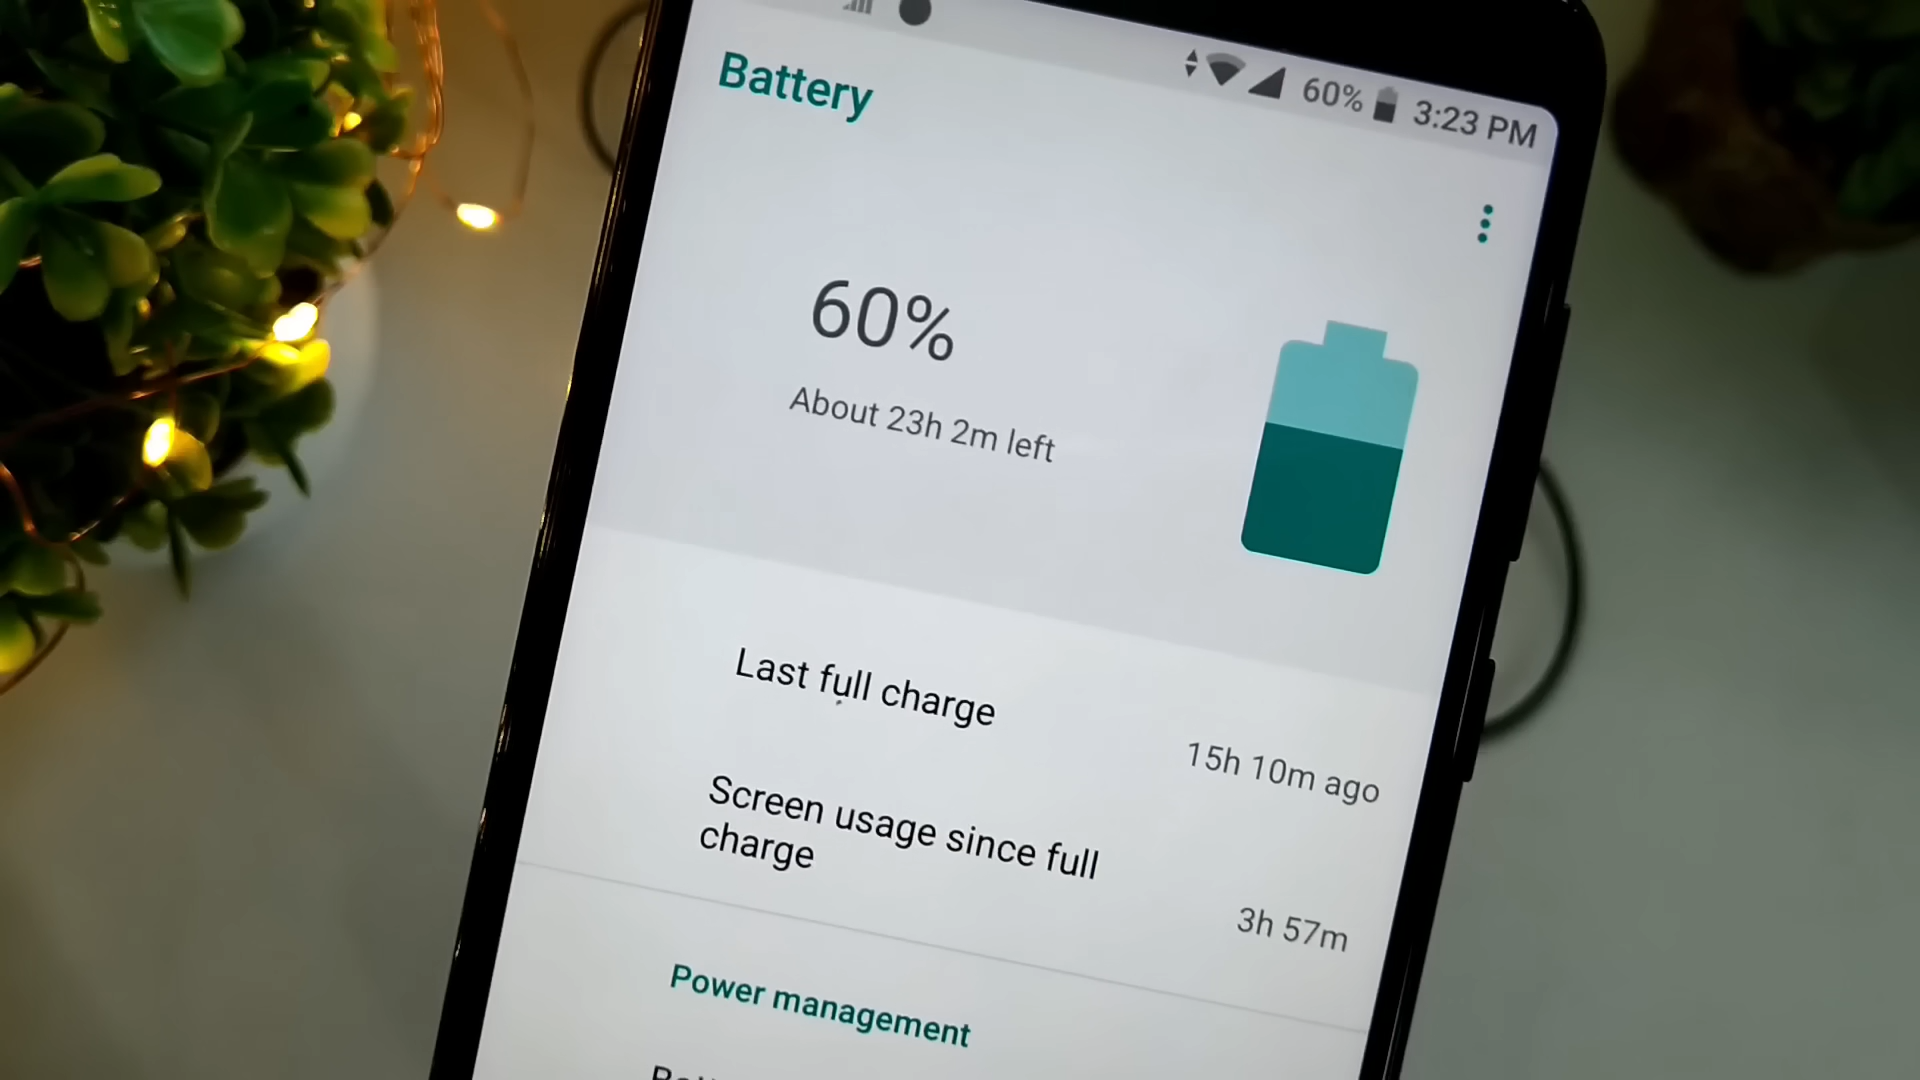 60% 3:23 PM
Battery
60%
About 23h 2m left
Last full charge
15h 10m ago
Screen usage since full
charge
3h 57m
Power management